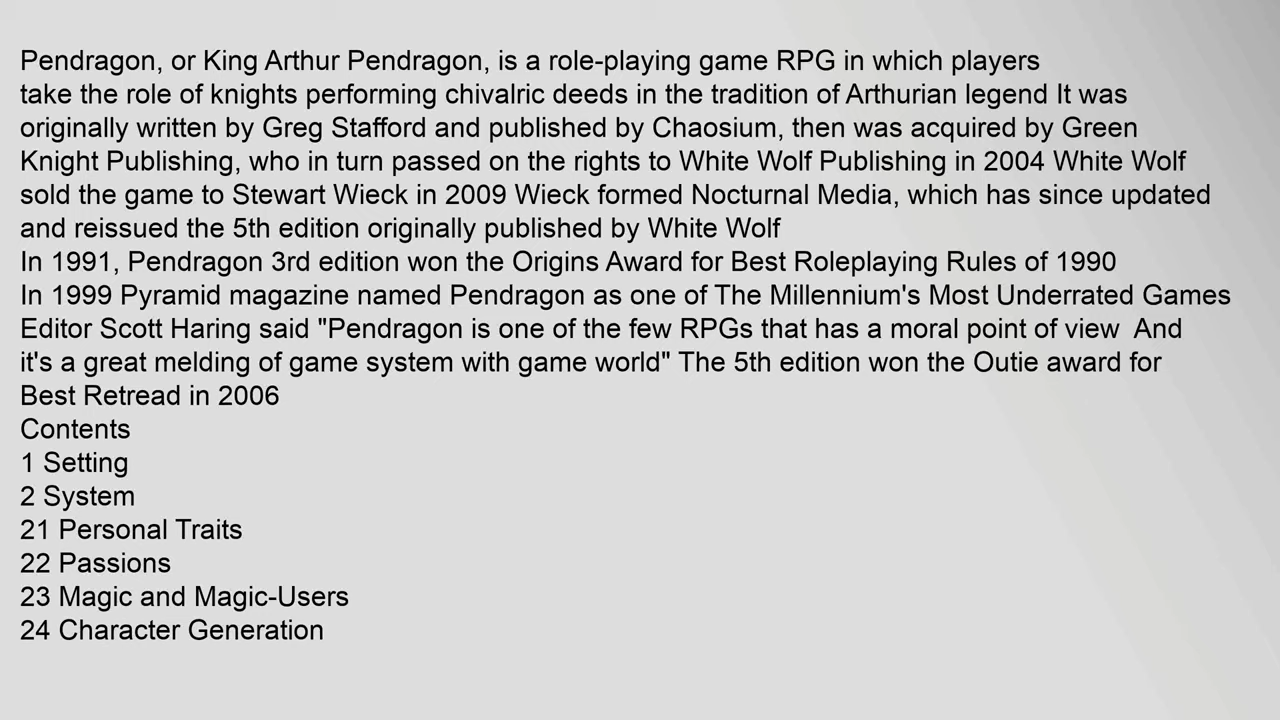 Pendragon, or King Arthur Pendragon, is a role-playing game RPG in which players
take the role of knights performing chivalric deeds in the tradition of Arthurian legend It was
originally written by Greg Stafford and published by Chaosium, then was acquired by Green
Knight Publishing, who in turn passed on the rights to White Wolf Publishing in 2004 White Wolf
sold the game to Stewart Wieck in 2009 Wieck formed Nocturnal Media, which has since updated
and reissued the 5th edition originally published by White Wolf
In 1991, Pendragon 3rd edition won the Origins Award for Best Roleplaying Rules of 1990
In 1999 Pyramid magazine named Pendragon as one of The Millennium's Most Underrated Games
Editor Scott Haring said "Pendragon is one of the few RPGs that has a moral point of view  And
it's a great melding of game system with game world" The 5th edition won the Outie award for
Best Retread in 2006
Contents
1 Setting
2 System
21 Personal Traits
22 Passions
23 Magic and Magic-Users
24 Character Generation